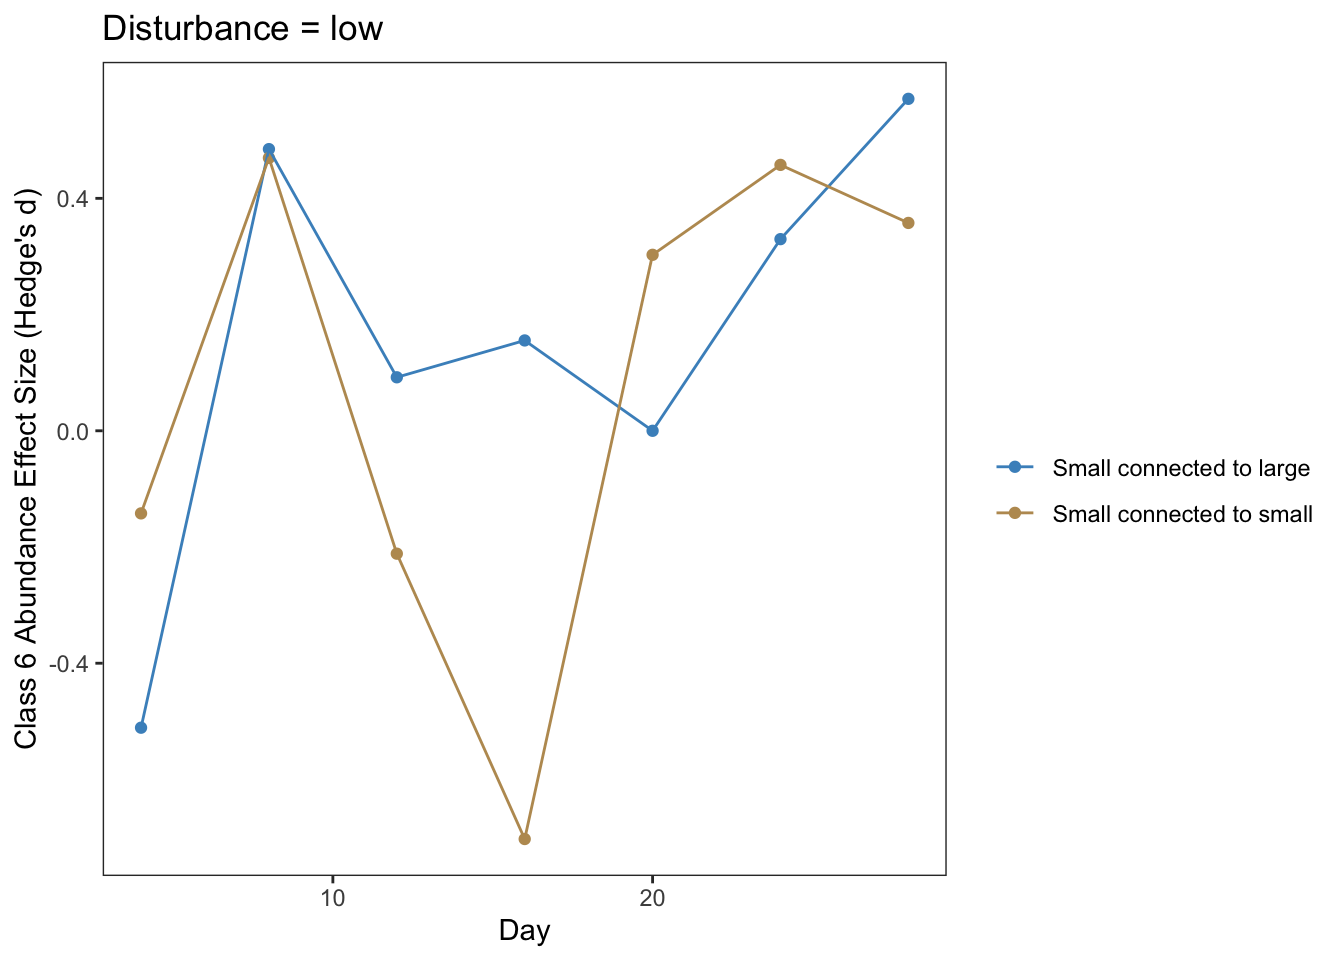 Disturbance = low
Class 6 Abundance Effect Size (Hedge's d)
0.4
0.0
-0.4
10
20
Day
Small connected to large
Small connected to small